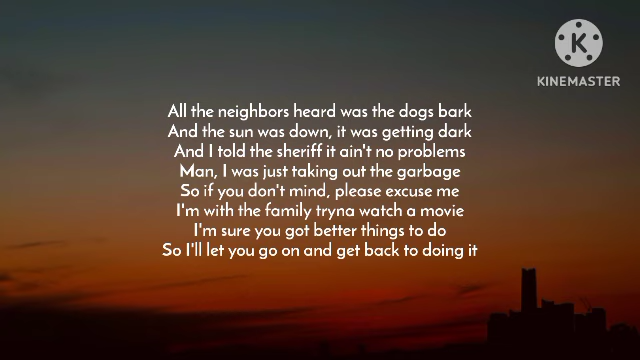 K
KINEMASTER
All the neighbors heard was the dogs bark
And the sun was down, it was getting dark
And I told the sheriff it ain't no problems
Man, I was just taking out the garbage
So if you don't mind, please excuse me
I'm with the family tryna watch a movie
I'm sure you got better things to do
So I'll let you go on and get back to doing it